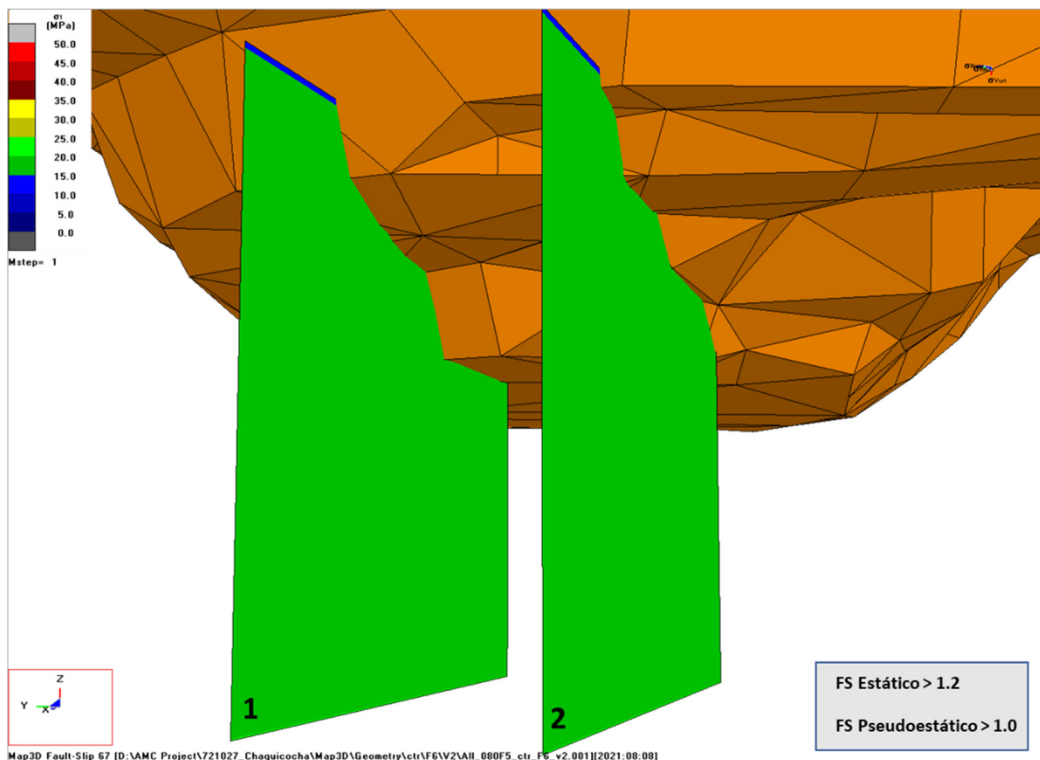 σ1
[MPa]
50.0
45.0
40.0
35.0
30.0
25.0
20.0
15.0
10.0
5.0
0.0
Mstep= 1
σVert
1
2
Z
Y
X
FS Estático > 1.2
FS Pseudoestático > 1.0
Map3D Fault-Slip 67 [D:\AMC Project\721027_Chaquicocha\Map3D\Geometry\ctr\F6\V2\All_080F5_ctr_F6_v2.001][2021:08:08]